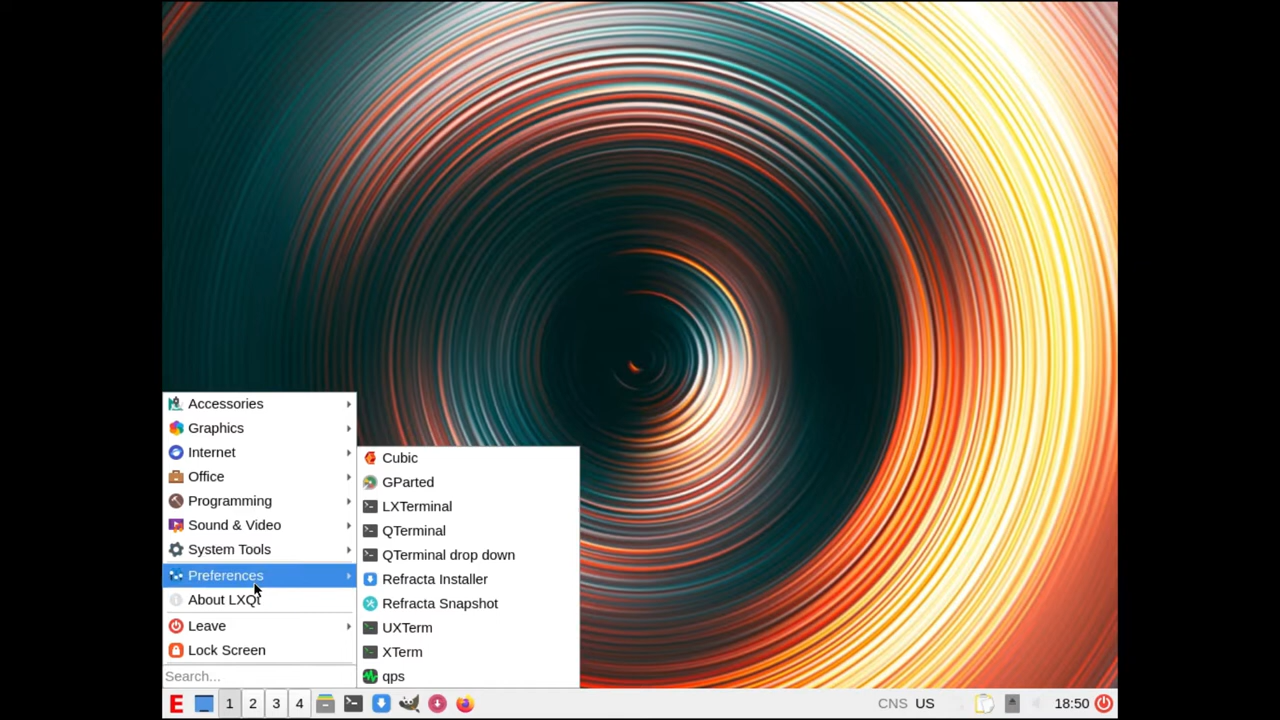 Accessories
Graphics
Internet
Office
Programming
Sound & Video
System Tools
Preferences
About LXQt
Leave
Lock Screen
Search...
Cubic
GParted
LXTerminal
QTerminal
QTerminal drop down
Refracta Installer
Refracta Snapshot
UXTerm
XTerm
qps
E 1 2 3 4 CNS US 18:50